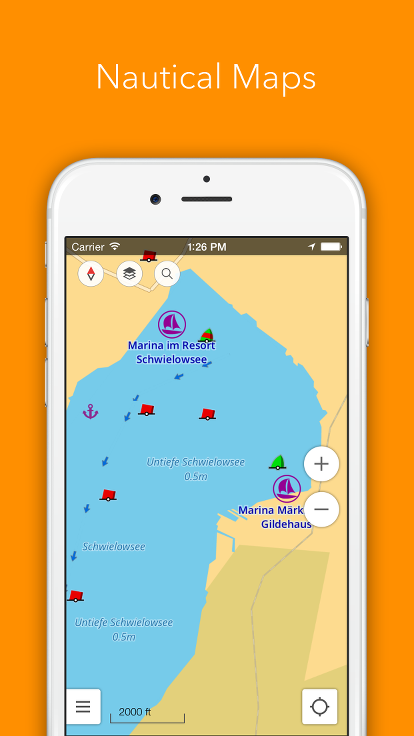 Nautical Maps
Carrier
1:26 PM
Marina im Resort
Schwielowsee
Untiefe Schwielowsee
0.5m
Marina Märk
Gildehaus
Schwielowsee
Untiefe Schwielowsee
0.5m
2000 ft